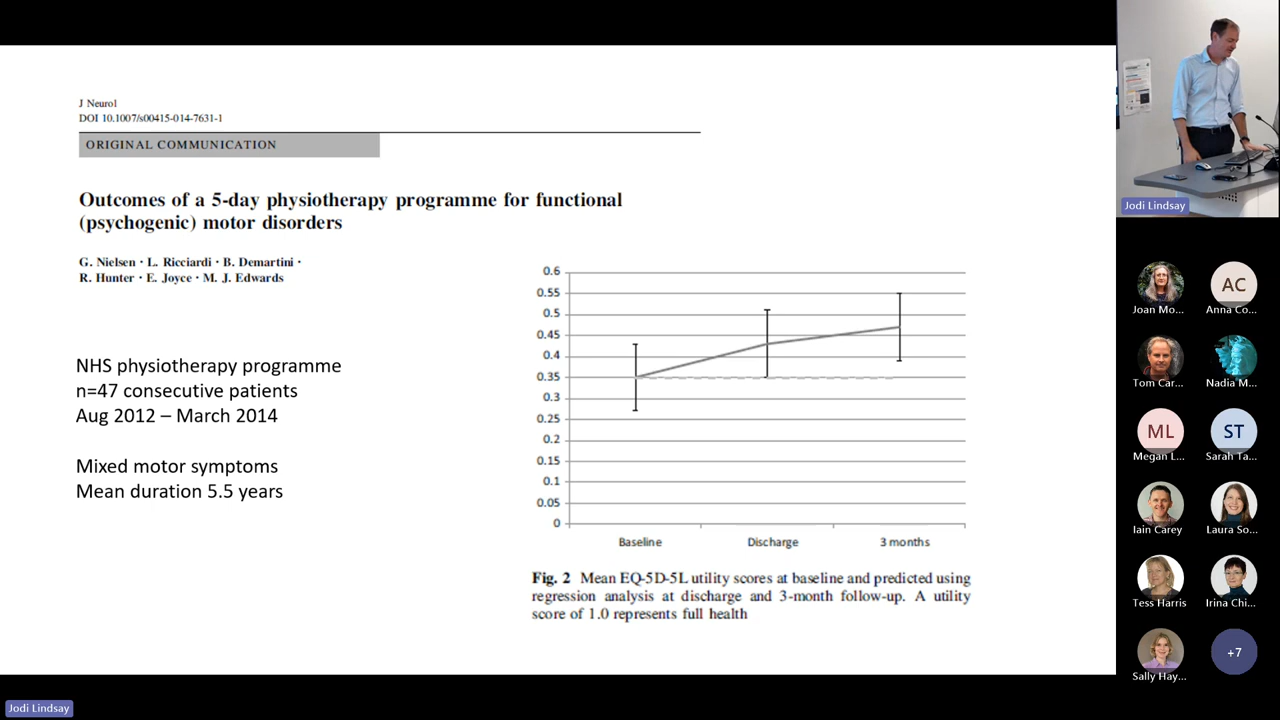 J Neurol
DOI 10.1007/s00415-014-7631-1
ORIGINAL COMMUNICATION
Outcomes of a 5-day physiotherapy programme for functional
(psychogenic) motor disorders
G. Nielsen · L. Ricciardi · B. Demartini ·
R. Hunter · E. Joyce · M. J. Edwards
NHS physiotherapy programme
n=47 consecutive patients
Aug 2012 – March 2014
Mixed motor symptoms
Mean duration 5.5 years
0.6
0.55
0.5
0.45
0.4
0.35
0.3
0.25
0.2
0.15
0.1
0.05
0
Baseline
Discharge
3 months
Fig. 2 Mean EQ-5D-5L utility scores at baseline and predicted using
regression analysis at discharge and 3-month follow-up. A utility
score of 1.0 represents full health
Jodi Lindsay
Joan Mo...
AC
Anna Co...
Tom Car...
Nadia M...
ML
Megan L...
ST
Sarah Ta...
Iain Carey
Laura So...
Tess Harris
Irina Chi...
Sally Hay...
+7
Jodi Lindsay